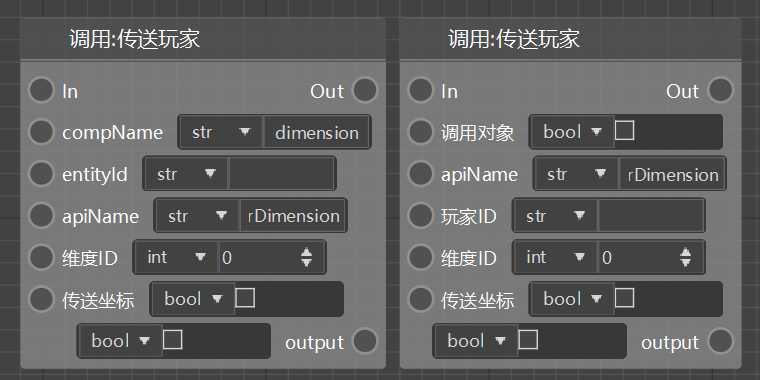 调用:传送玩家
In Out
compName str dimension
entityId str
apiName str rDimension
维度ID int 0
传送坐标 bool
bool output
调用:传送玩家
In Out
调用对象 bool
apiName str rDimension
玩家ID str
维度ID int 0
传送坐标 bool
bool output